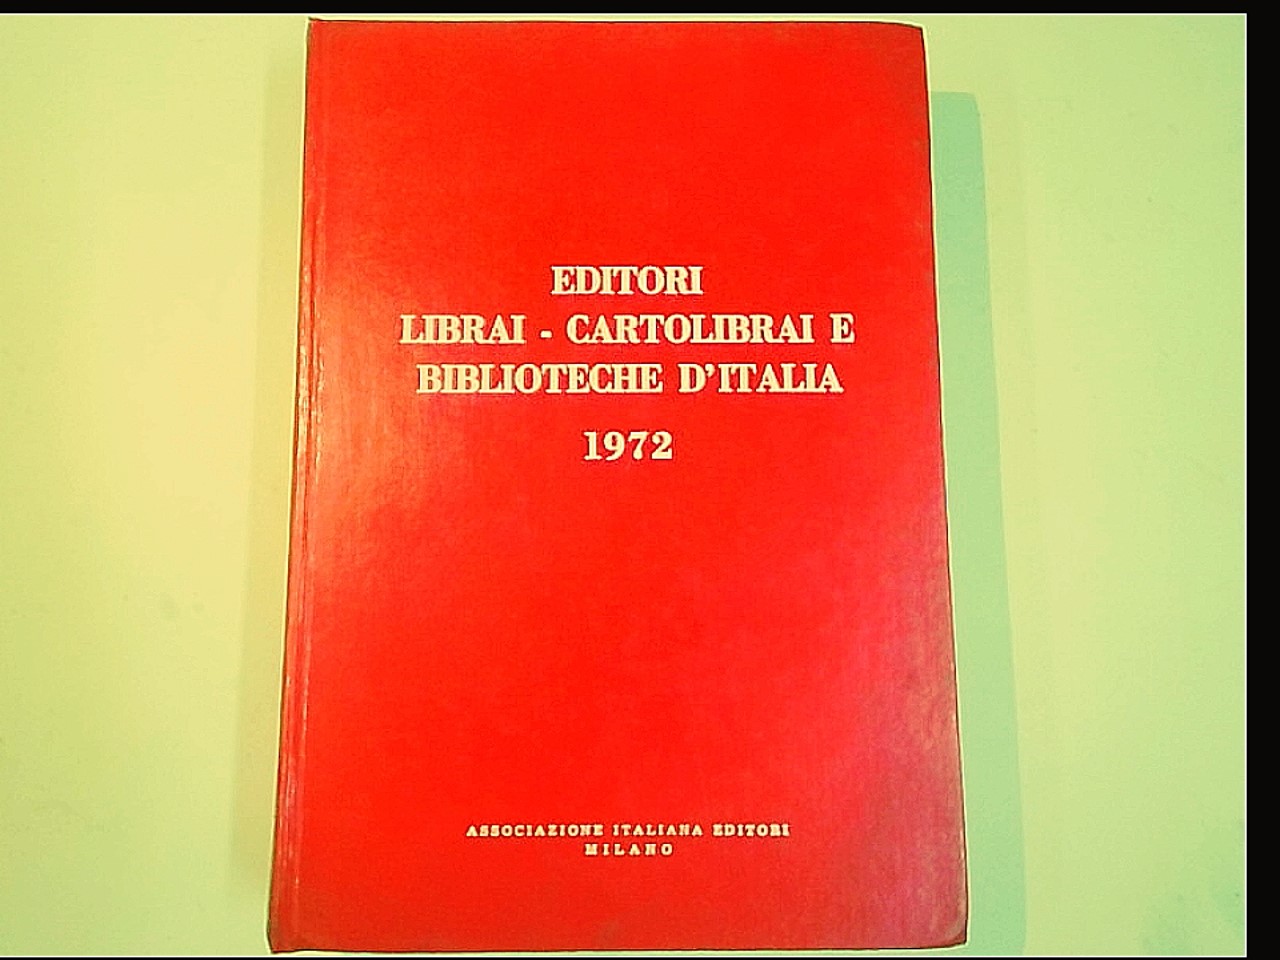 EDITORI
LIBRAI - CARTOLIBRAI E
BIBLIOTECHE D'ITALIA
1972
ASSOCIAZIONE ITALIANA EDITORI
MILANO